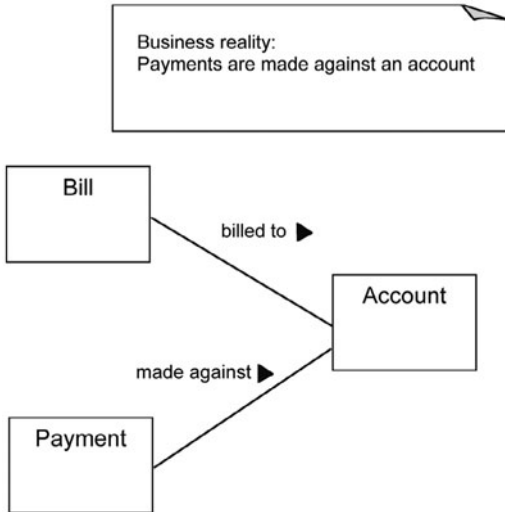 Business reality:
Payments are made against an account
Bill
billed to
Account
made against
Payment